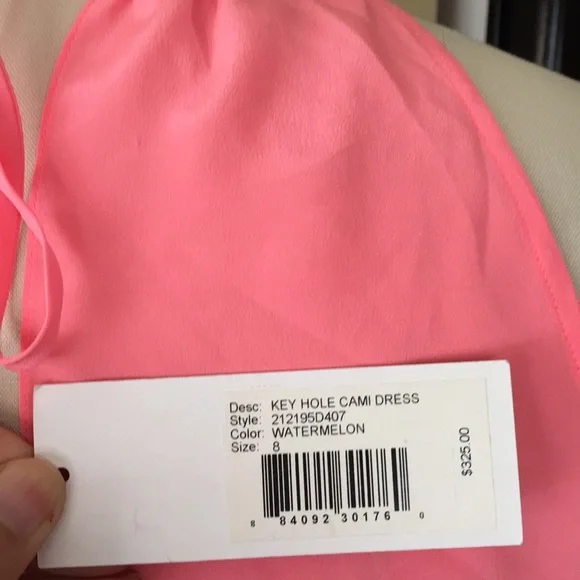 Desc: KEY HOLE CAMI DRESS
Style: 212195D407
Color: WATERMELON
Size: 8
8 84092 30176 0
$325.00